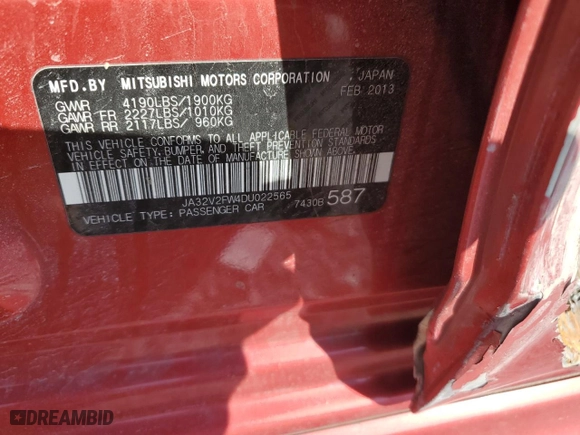 MFD. BY MITSUBISHI MOTORS CORPORATION , JAPAN
FEB 2013
GVWR 4190LBS/1900KG
GAWR FR 2227LBS/1010KG
GAWR RR 2117LBS/ 960KG
THIS VEHICLE CONFORMS TO ALL APPLICABLE FEDERAL MOTOR
VEHICLE SAFETY, BUMPER, AND THEFT PREVENTION STANDARDS
IN EFFECT ON THE DATE OF MANUFACTURE SHOWN ABOVE.
JA32V2FW4DU022565
VEHICLE TYPE: PASSENGER CAR 74308 587
DREAMBID